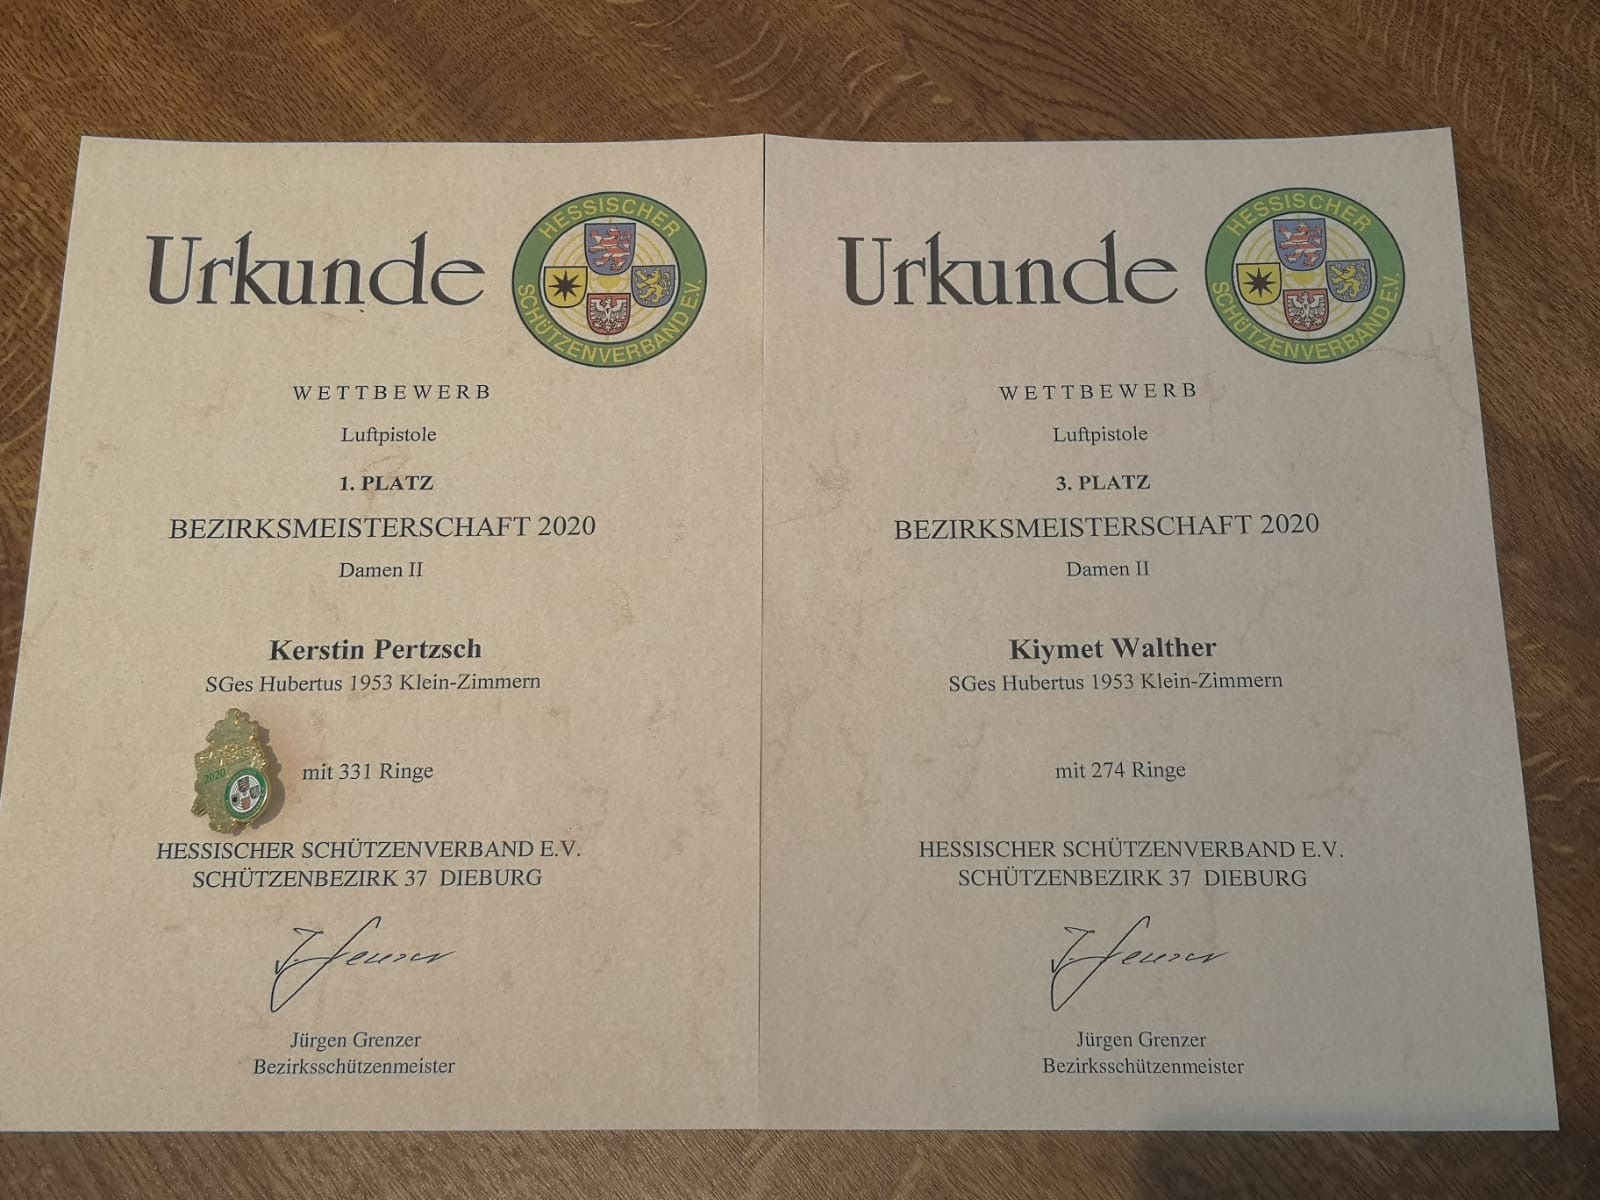 Urkunde
HESSISCHER
SCHÜTZENVERBAND E.V.
WETTBEWERB
Luftpistole
1. PLATZ
BEZIRKSMEISTERSCHAFT 2020
Damen II
Kerstin Pertzsch
SGes Hubertus 1953 Klein-Zimmern
2020
mit 331 Ringe
HESSISCHER SCHÜTZENVERBAND E.V.
SCHÜTZENBEZIRK 37 DIEBURG
Jürgen Grenzer
Bezirksschützenmeister
Urkunde
HESSISCHER
SCHÜTZENVERBAND E.V.
WETTBEWERB
Luftpistole
3. PLATZ
BEZIRKSMEISTERSCHAFT 2020
Damen II
Kiymet Walther
SGes Hubertus 1953 Klein-Zimmern
mit 274 Ringe
HESSISCHER SCHÜTZENVERBAND E.V.
SCHÜTZENBEZIRK 37 DIEBURG
Jürgen Grenzer
Bezirksschützenmeister